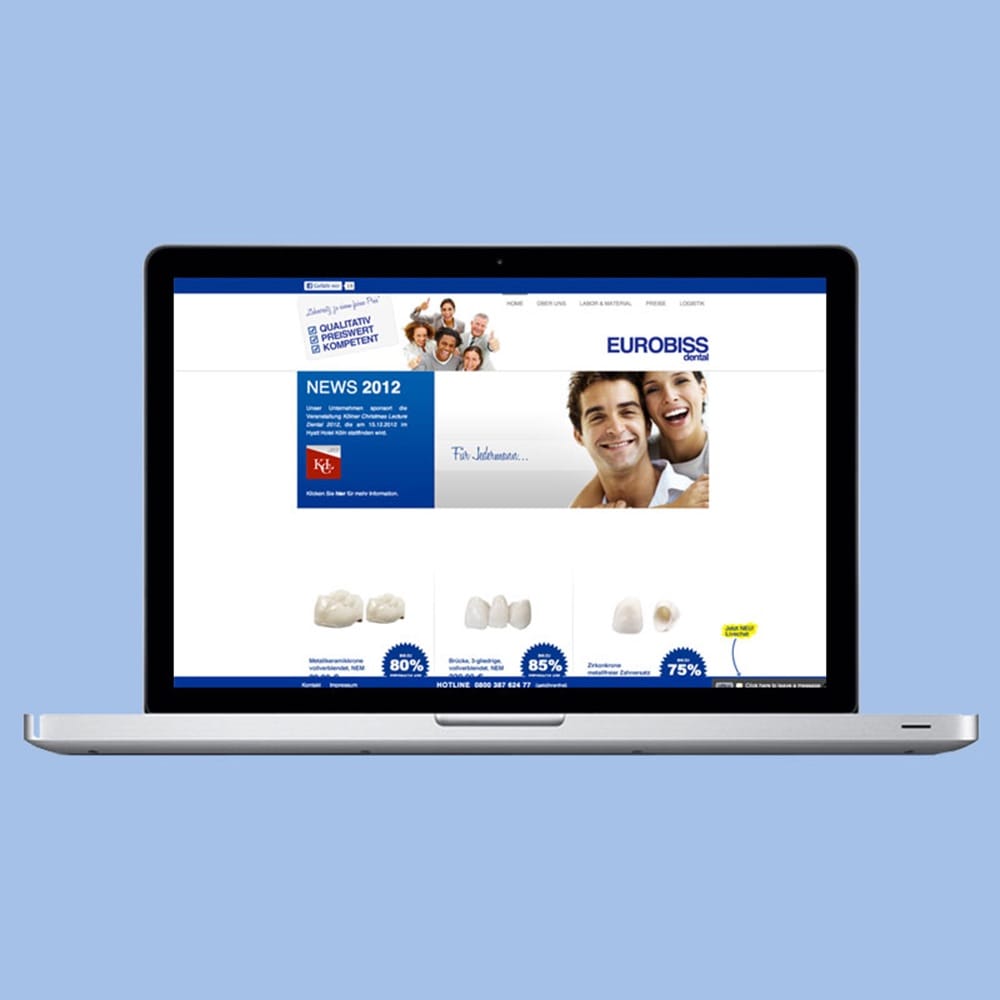 Gefällt mir
"Zahnersatz zu einem fairen Preis"
QUALITATIV
PREISWERT
KOMPETENT
HOME ÜBER UNS LABOR & MATERIAL PREISE LOGISTIK
EUROBISS
dental
NEWS 2012
Unser Unternehmen sponsort die
Veranstaltung Kölner Christmas Lecture
Dental 2012, die am 15.12.2012 im
Hyatt Hotel Köln stattfinden wird.
KCL
Klicken Sie hier für mehr Information.
Für Jedermann...
Metallkeramikkrone
vollverblendet, NEM
BIS ZU
80%
Brücke, 3-gliedrige,
vollverblendet, NEM
BIS ZU
85%
Zirkonkrone
metallfreier Zahnersatz
BIS ZU
75%
Jetzt NEU!
Livechat
Kontakt Impressum
HOTLINE 0800 387 624 77 (gebührenfrei)
Click here to leave a message